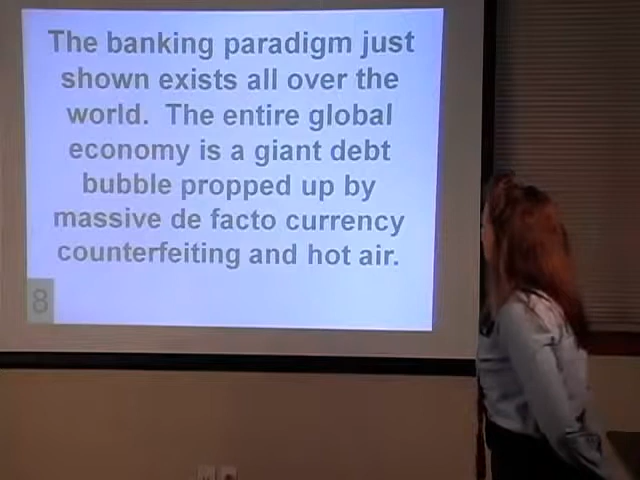 The banking paradigm just
shown exists all over the
world.  The entire global
economy is a giant debt
bubble propped up by
massive de facto currency
counterfeiting and hot air.
8